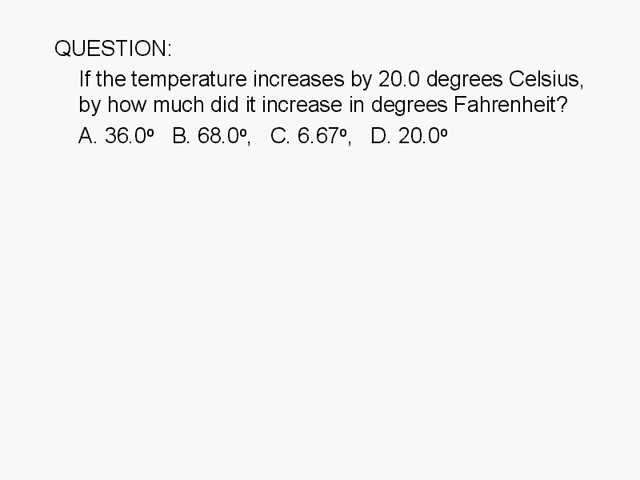 QUESTION:
If the temperature increases by 20.0 degrees Celsius,
by how much did it increase in degrees Fahrenheit?
A. 36.0º B. 68.0º, C. 6.67º, D. 20.0º